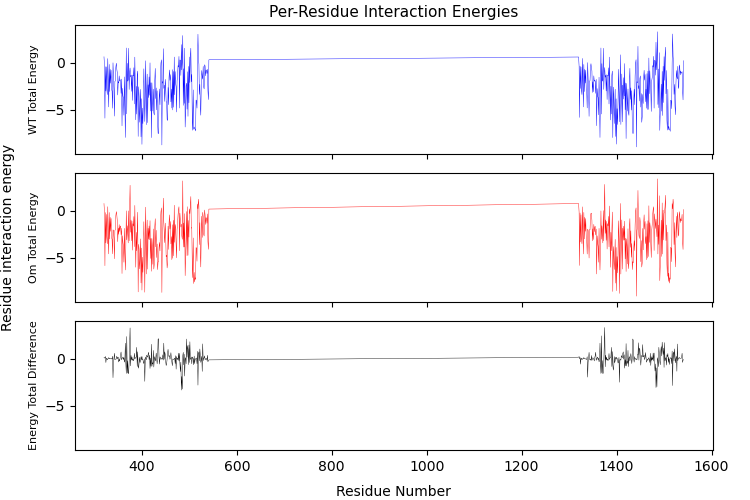 Per-Residue Interaction Energies
Residue interaction energy
WT Total Energy
0
−5
Om Total Energy
0
−5
Energy Total Difference
0
−5
400 600 800 1000 1200 1400 1600
Residue Number